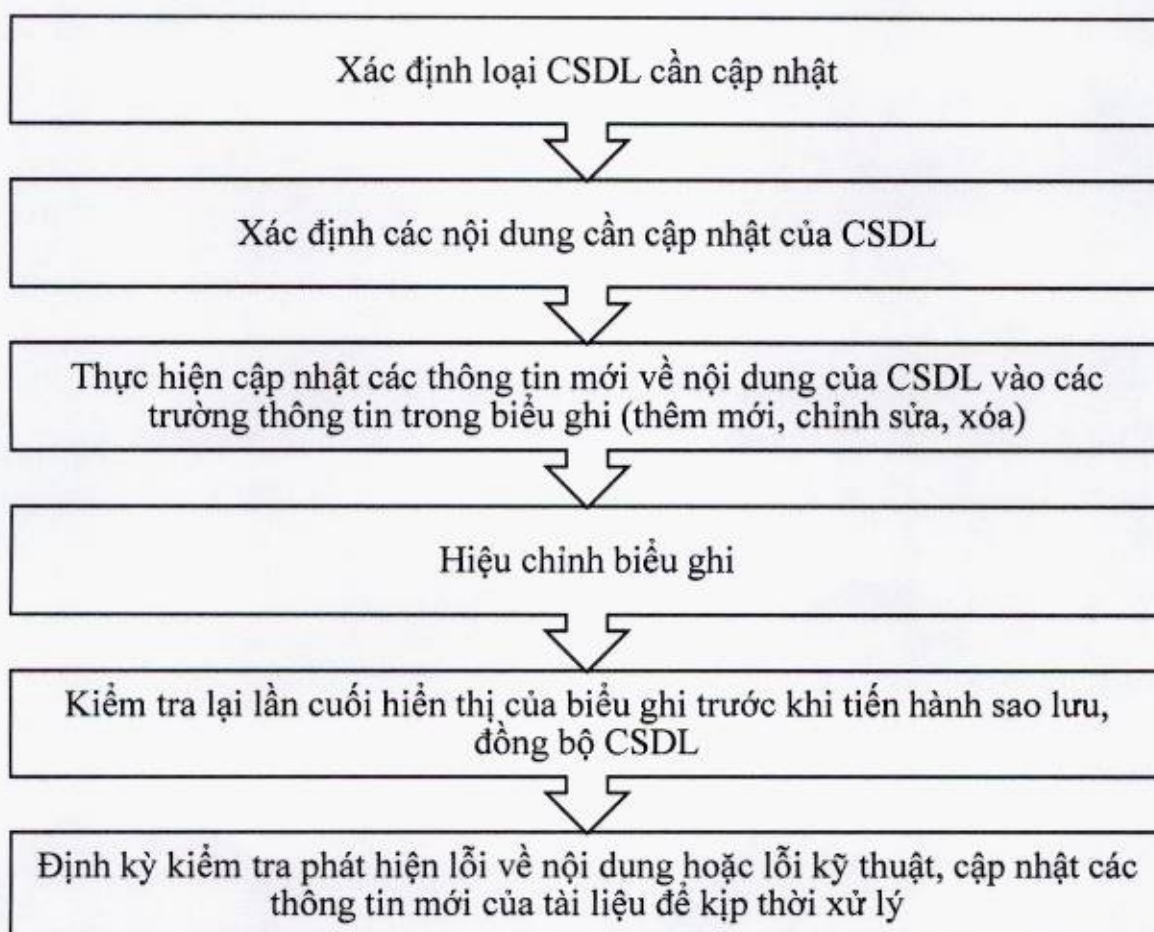 Xác định loại CSDL cần cập nhật
Xác định các nội dung cần cập nhật của CSDL
Thực hiện cập nhật các thông tin mới về nội dung của CSDL vào các
trường thông tin trong biểu ghi (thêm mới, chỉnh sửa, xóa)
Hiệu chỉnh biểu ghi
Kiểm tra lại lần cuối hiển thị của biểu ghi trước khi tiến hành sao lưu,
đồng bộ CSDL
Định kỳ kiểm tra phát hiện lỗi về nội dung hoặc lỗi kỹ thuật, cập nhật các
thông tin mới của tài liệu để kịp thời xử lý